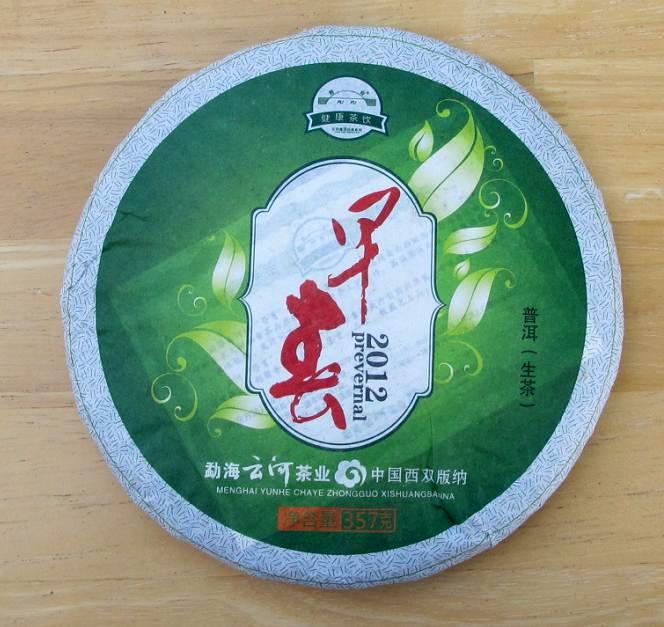 健康茶饮
早春
2012
prevernal
普洱（生茶）
勐海云河茶业 中国西双版纳
MENGHAI YUNHE CHAYE ZHONGGUO XISHUANGBANNA
净含量 357克